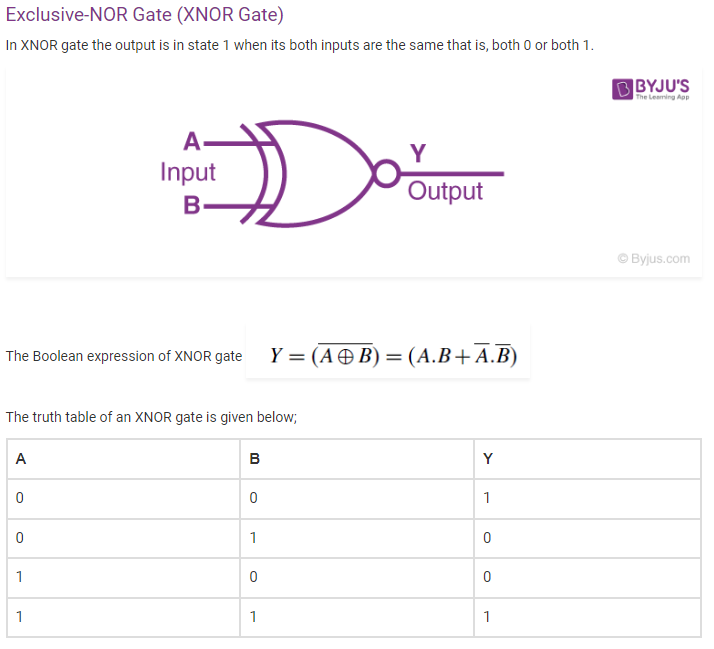 Exclusive-NOR Gate (XNOR Gate)
In XNOR gate the output is in state 1 when its both inputs are the same that is, both 0 or both 1.
BYJU'S
The Learning App
A
Input
B
Y
Output
© Byjus.com
The Boolean expression of XNOR gate Y = (\overline{A ⊕ B}) = (A.B + \overline{A}.\overline{B})
The truth table of an XNOR gate is given below;
A B Y
0 0 1
0 1 0
1 0 0
1 1 1